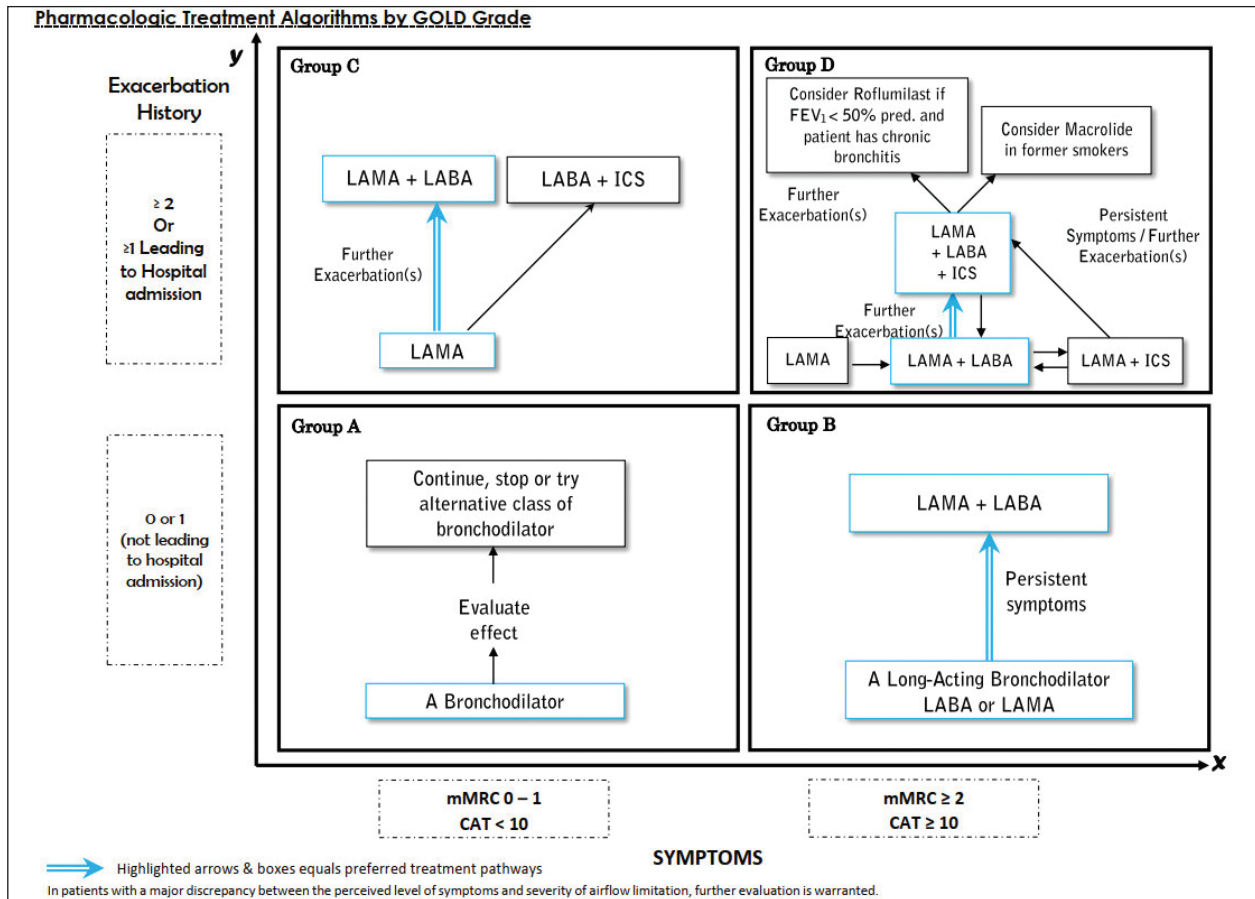 Pharmacologic Treatment Algorithms by GOLD Grade
y
Exacerbation
History
≥ 2
Or
≥1 Leading
to Hospital
admission
0 or 1
(not leading
to hospital
admission)
Group C
LAMA + LABA
LABA + ICS
Further
Exacerbation(s)
LAMA
Group D
Consider Roflumilast if
FEV₁ < 50% pred. and
patient has chronic
bronchitis
Consider Macrolide
in former smokers
Further
Exacerbation(s)
Persistent
Symptoms / Further
Exacerbation(s)
LAMA
+ LABA
+ ICS
Further
Exacerbation(s)
LAMA
LAMA + LABA
LAMA + ICS
Group A
Continue, stop or try
alternative class of
bronchodilator
Evaluate
effect
A Bronchodilator
Group B
LAMA + LABA
Persistent
symptoms
A Long-Acting Bronchodilator
LABA or LAMA
x
mMRC 0 – 1
CAT < 10
mMRC ≥ 2
CAT ≥ 10
SYMPTOMS
Highlighted arrows & boxes equals preferred treatment pathways
In patients with a major discrepancy between the perceived level of symptoms and severity of airflow limitation, further evaluation is warranted.